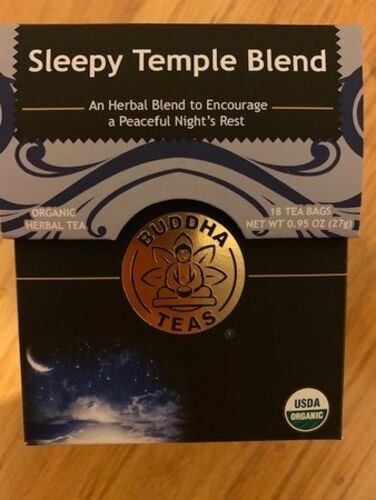 Sleepy Temple Blend
An Herbal Blend to Encourage
a Peaceful Night's Rest
ORGANIC
HERBAL TEA
18 TEA BAGS
NET WT 0.95 OZ (27g)
BUDDHA
TEAS
®
USDA
ORGANIC